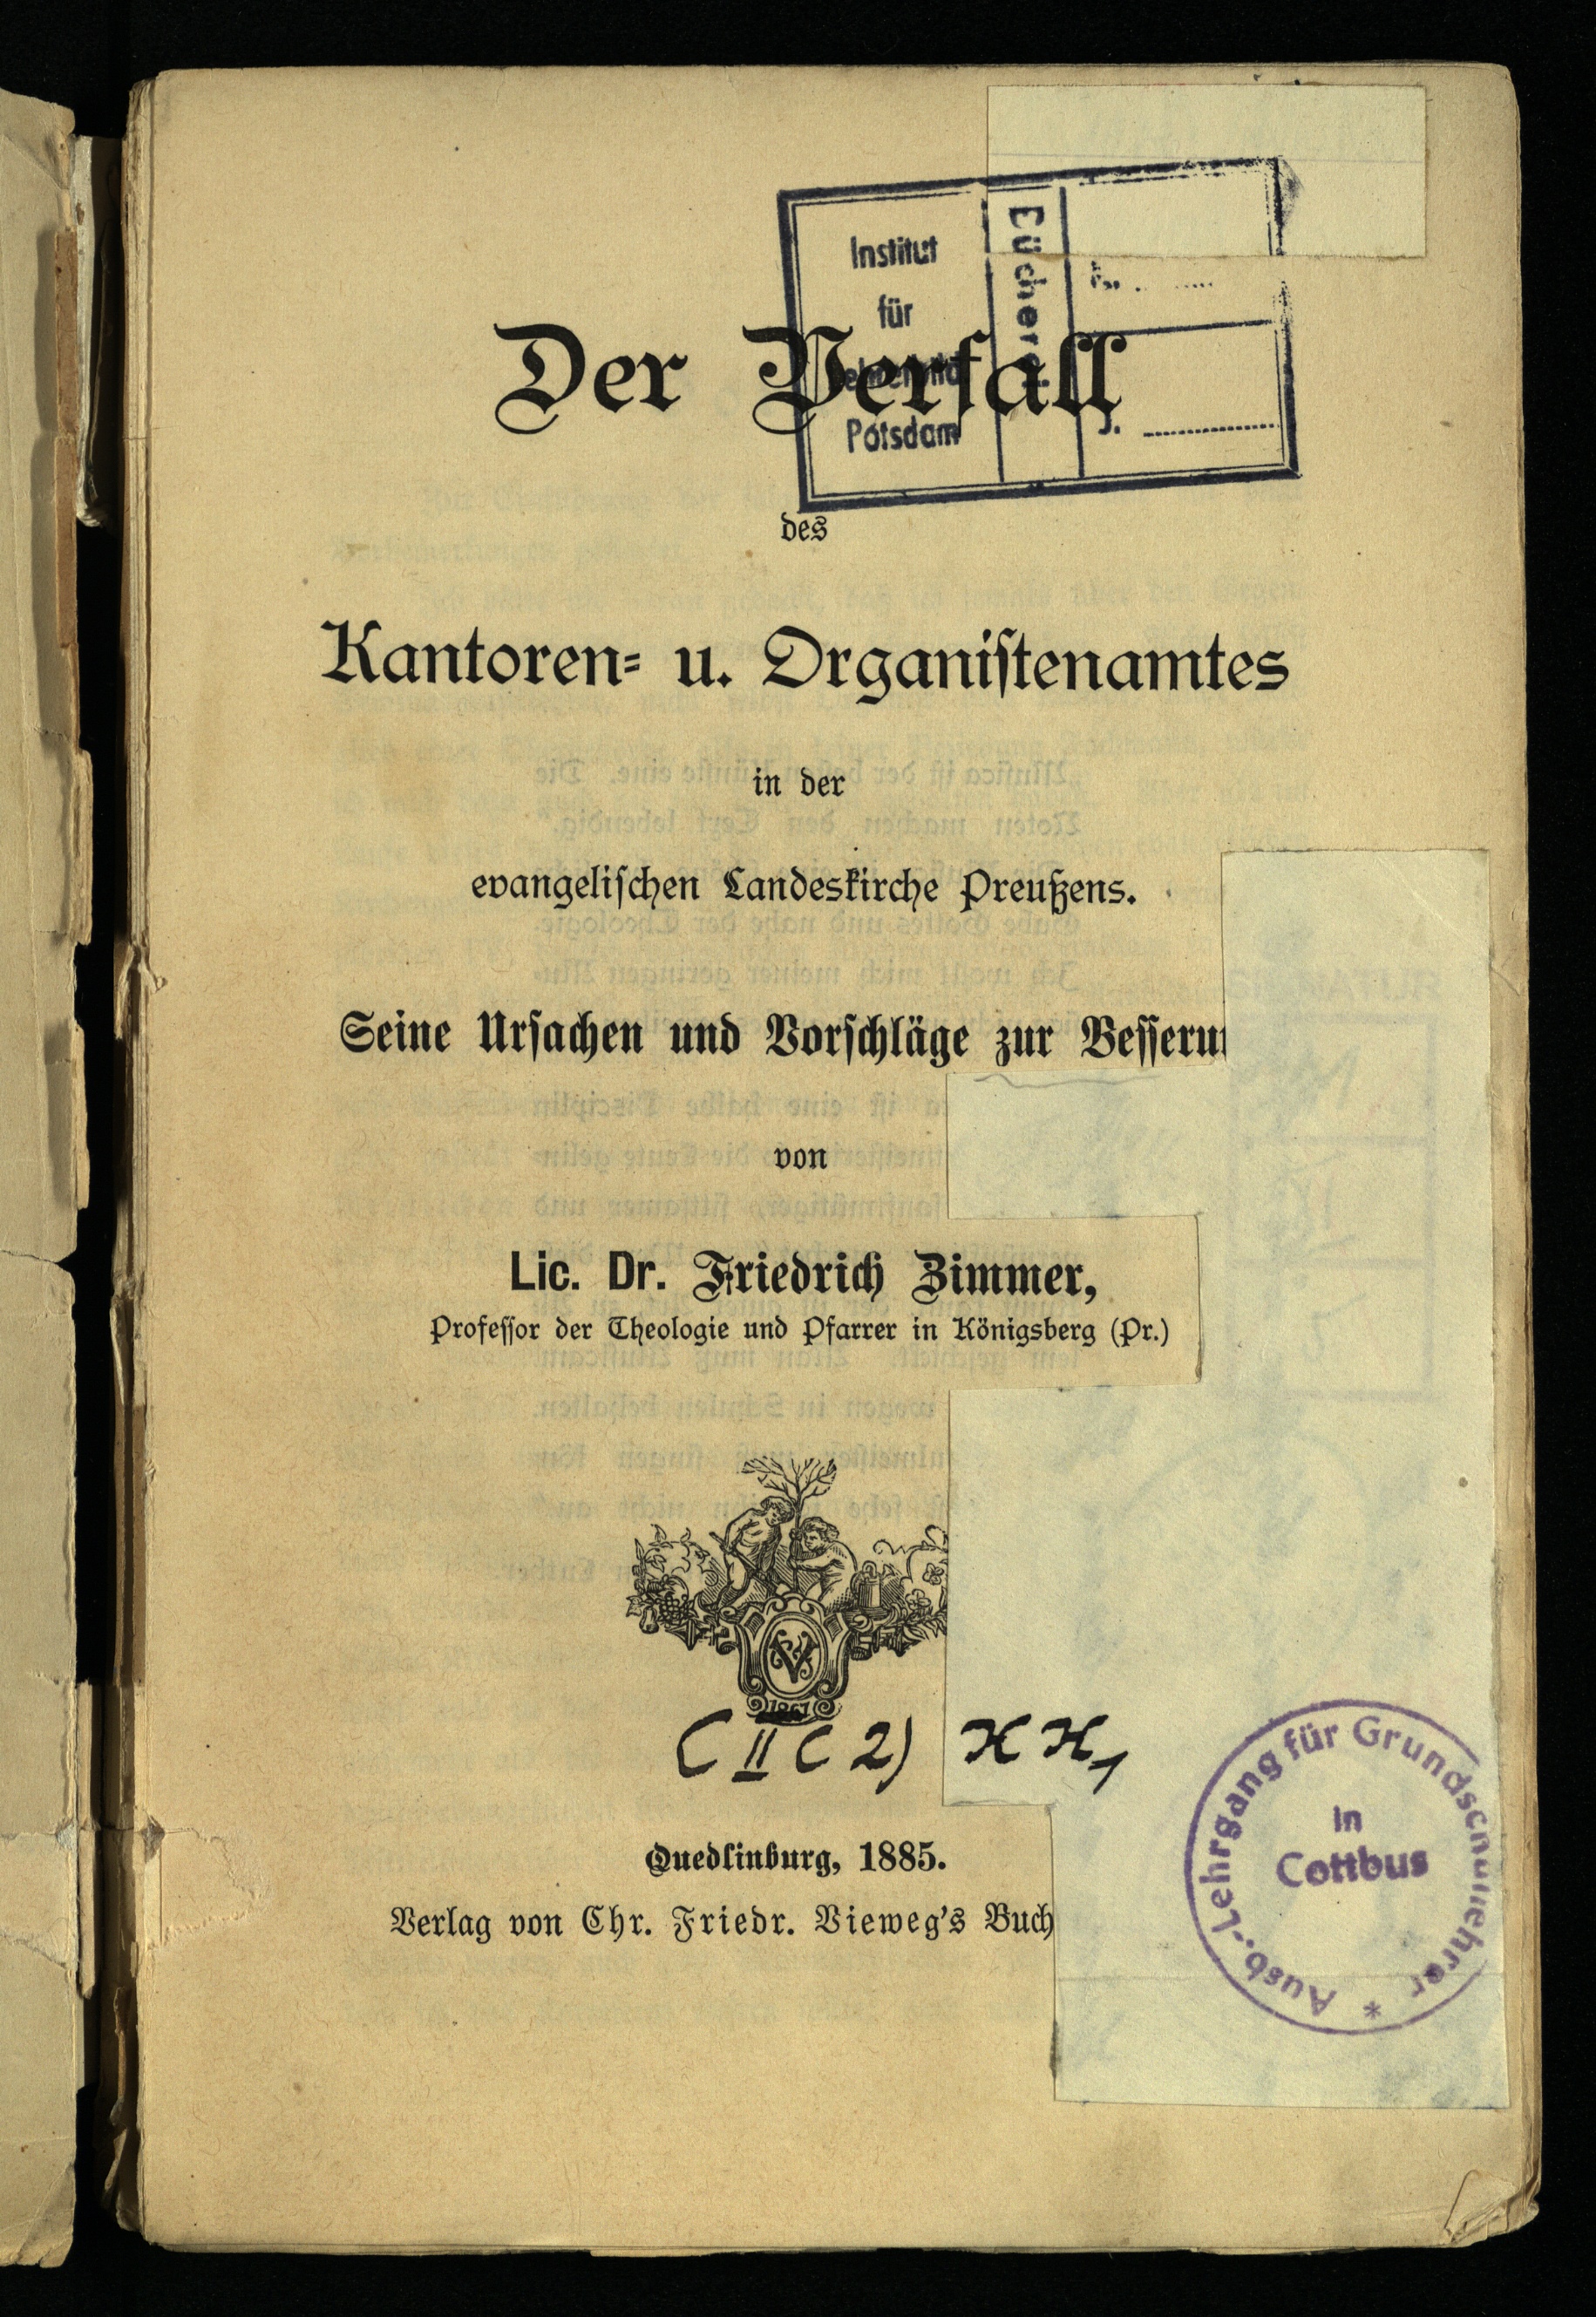 Institut
für
Potsdam
Der Verfall
des
Kantoren= u. Organiſtenamtes
in der
evangeliſchen Landeskirche Preußens.
Seine Urſachen und Vorſchläge zur
von
Lic. Dr. Friedrich Zimmer,
Profeſſor der Theologie und Pfarrer in Königsberg (Pr.)
C II C 2)
Quedlinburg, 1885.
Verlag von Chr. Friedr. Vieweg's Buch
Ausb.-Lehrgang für Grundschullehrer *
in
Cottbus